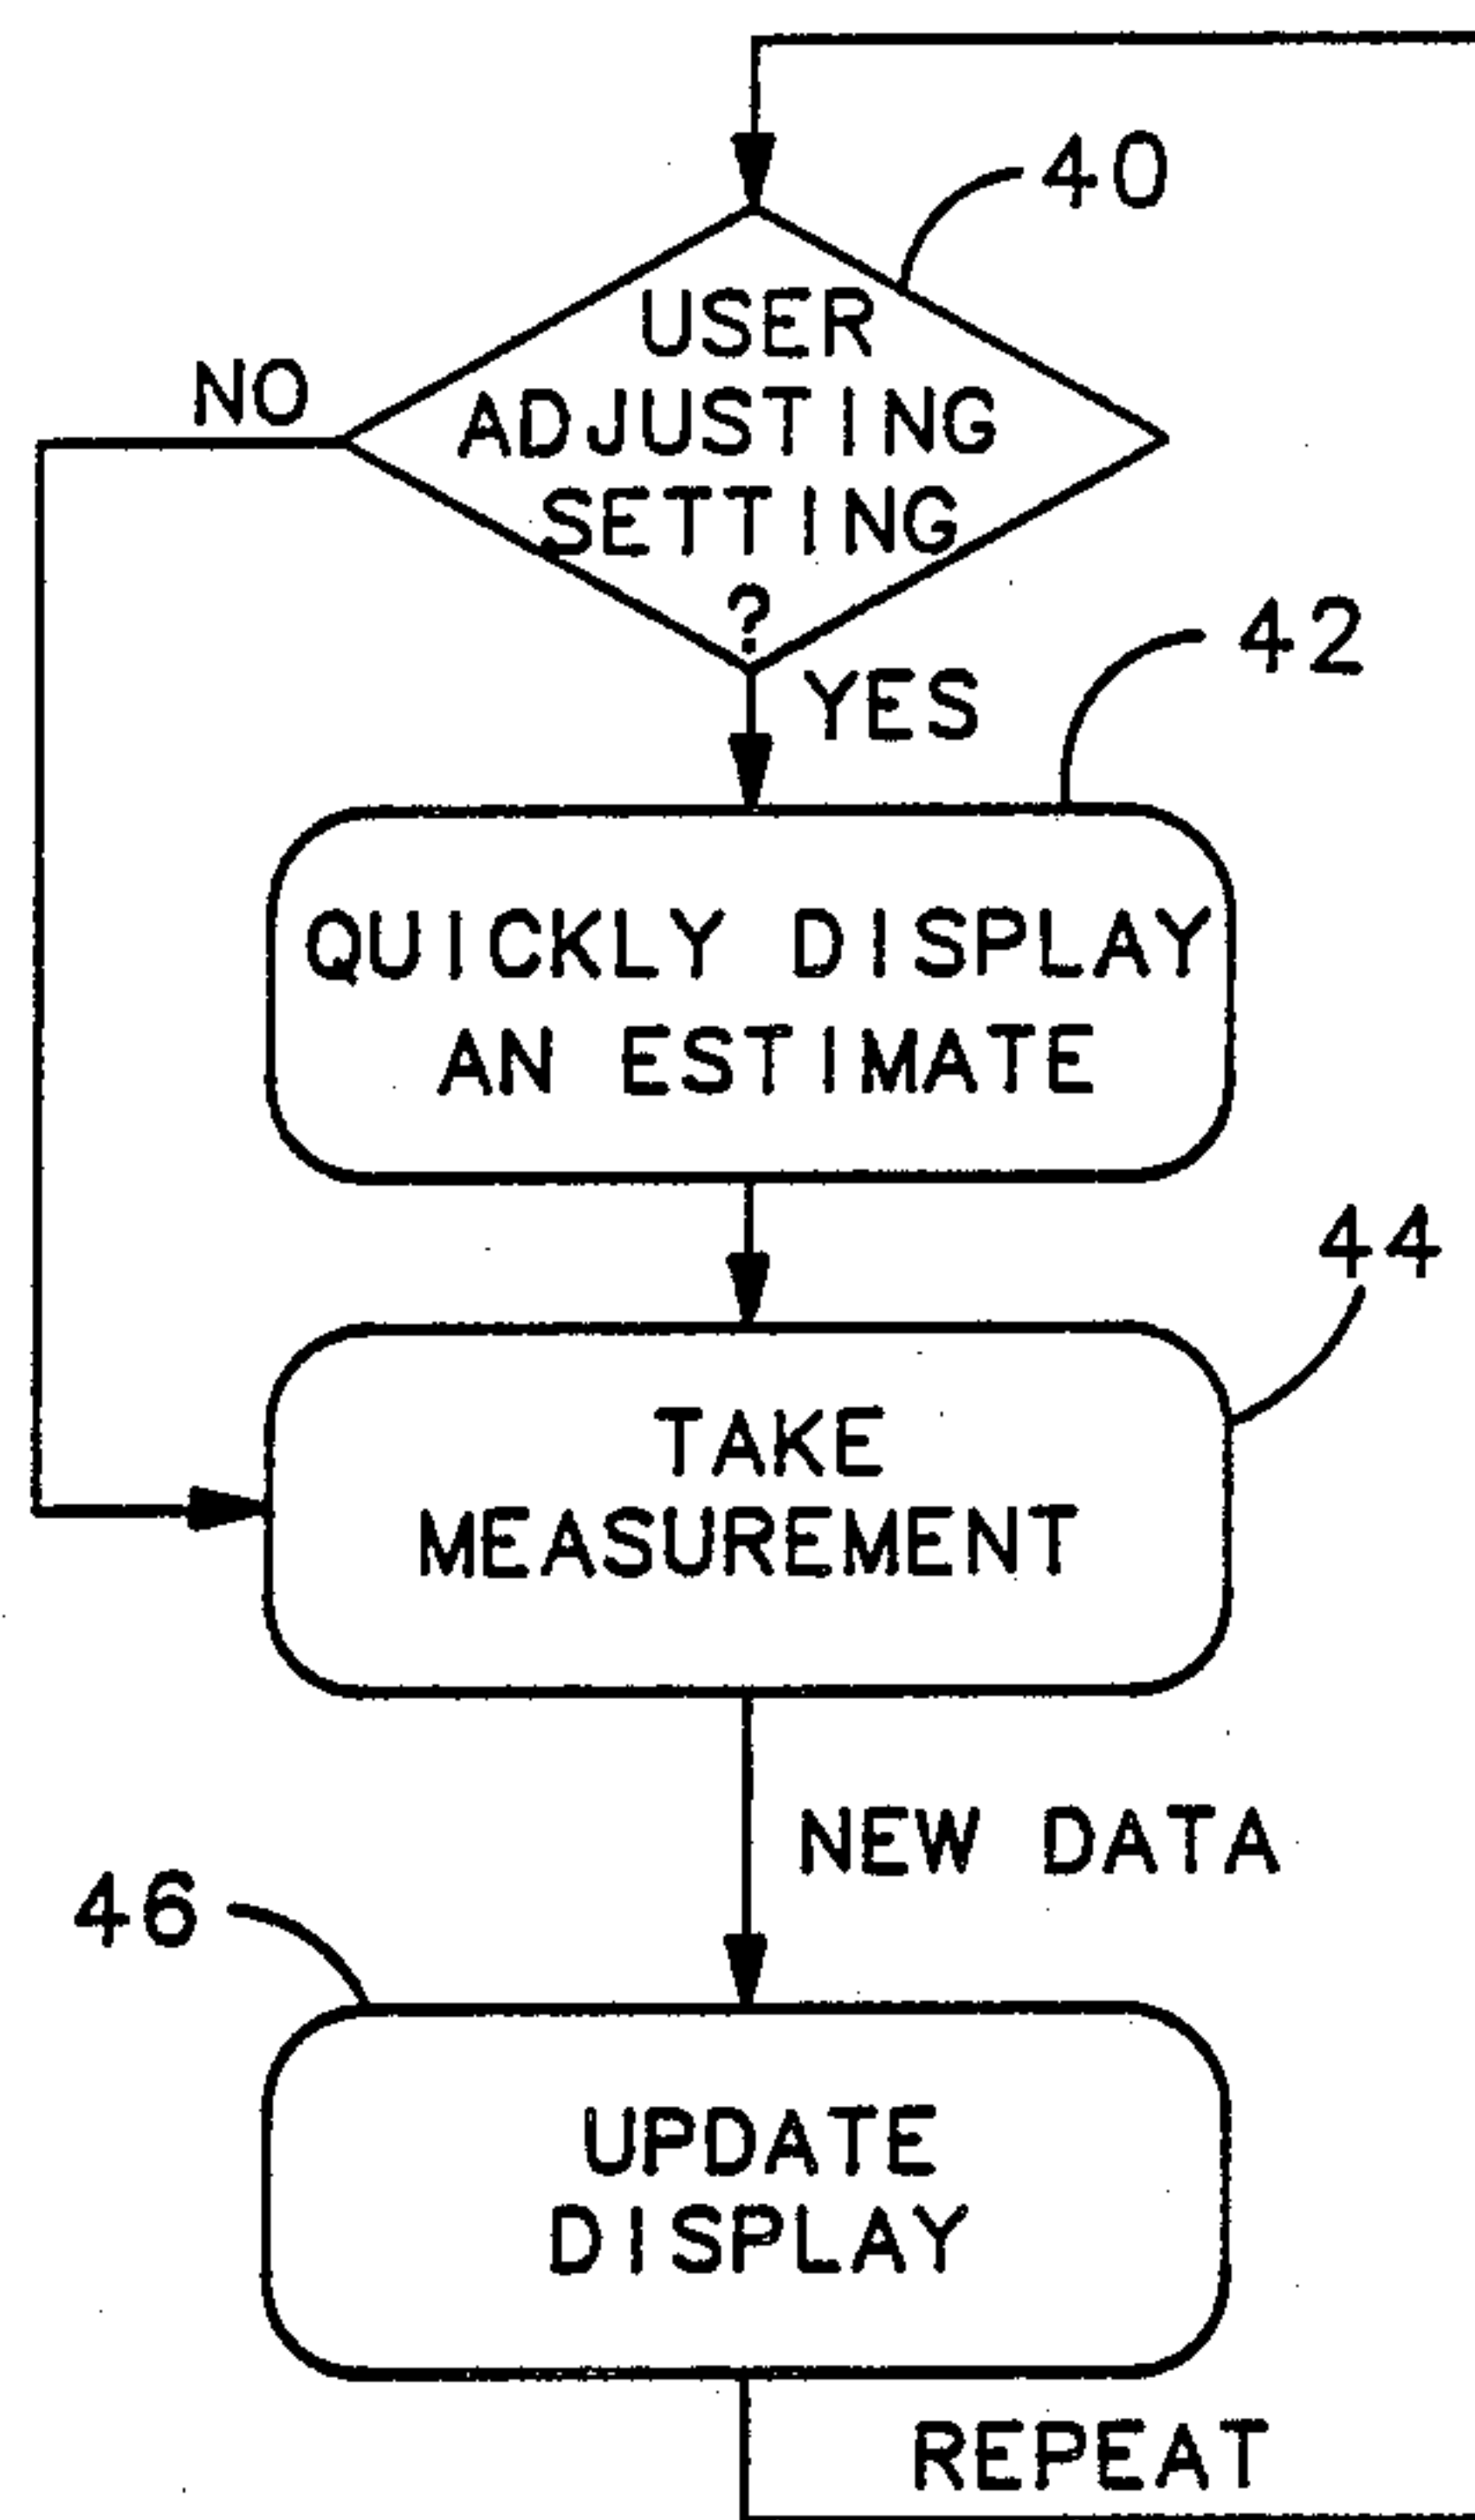 40
USER
ADJUSTING
SETTING
?
NO
YES
42
QUICKLY DISPLAY
AN ESTIMATE
44
TAKE
MEASUREMENT
NEW DATA
46
UPDATE
DISPLAY
REPEAT